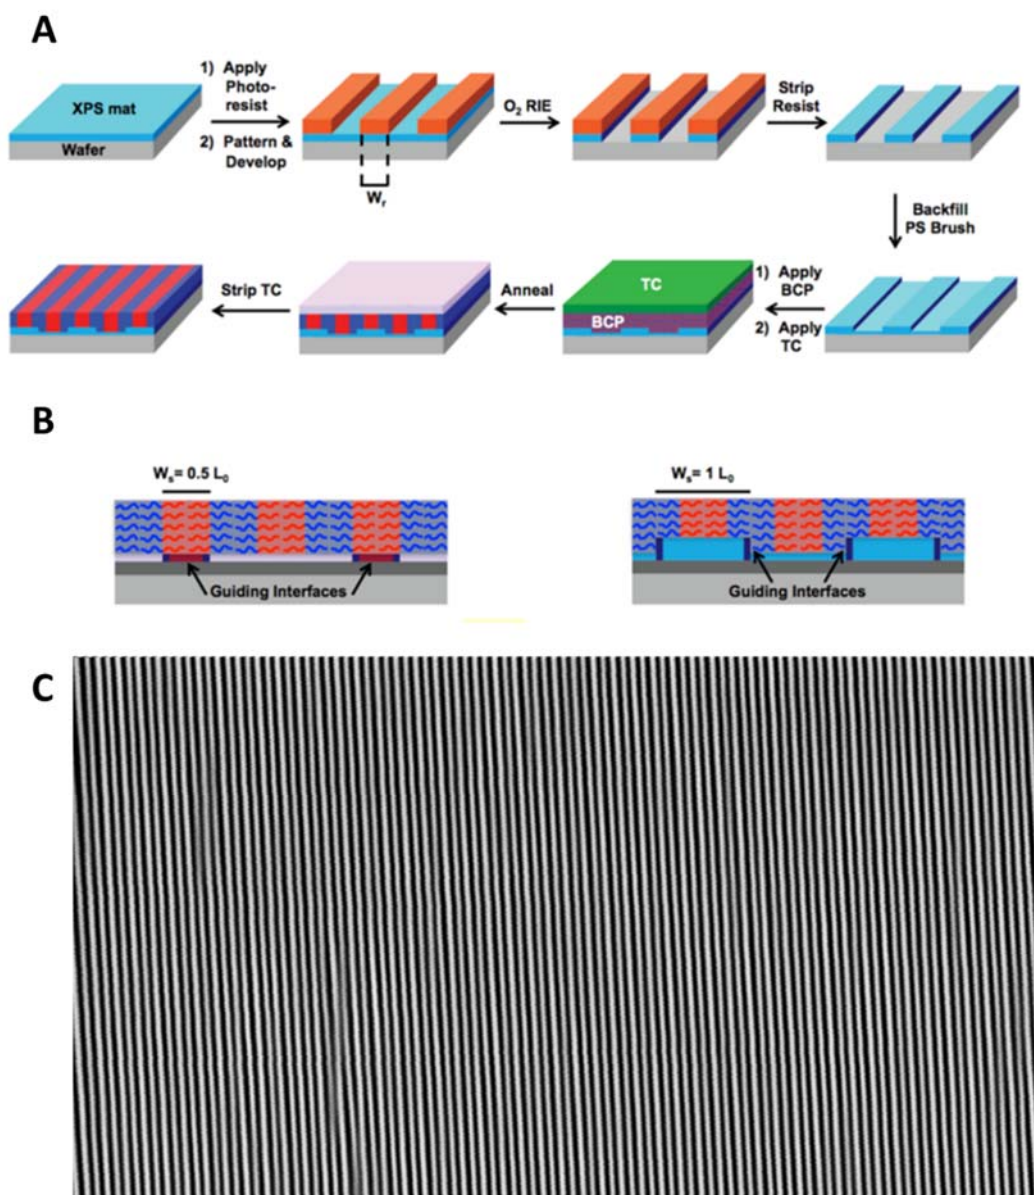 A
XPS mat
Wafer
1) Apply
Photo-
resist
2) Pattern &
Develop
Wr
O2 RIE
Strip
Resist
Backfill
PS Brush
1) Apply
BCP
2) Apply
TC
TC
BCP
Anneal
Strip TC
B
Ws= 0.5 L0
Guiding Interfaces
Ws= 1 L0
Guiding Interfaces
C